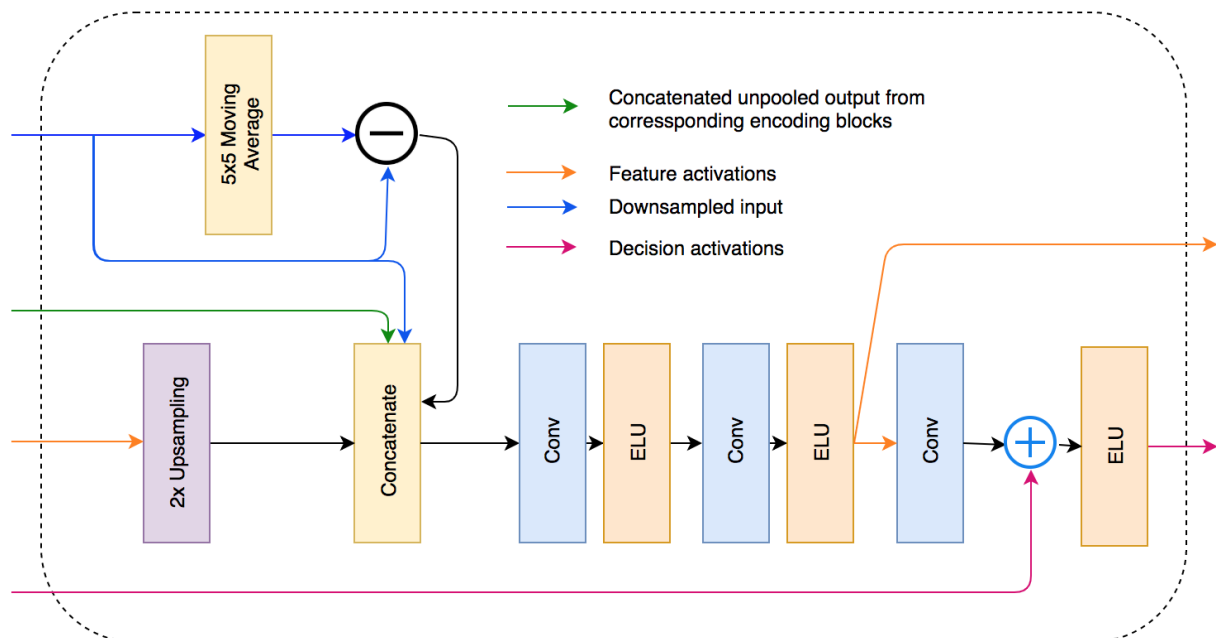 5x5 Moving
Average
Concatenated unpooled output from
corressponding encoding blocks
Feature activations
Downsampled input
Decision activations
2x Upsampling
Concatenate
Conv
ELU
Conv
ELU
Conv
ELU